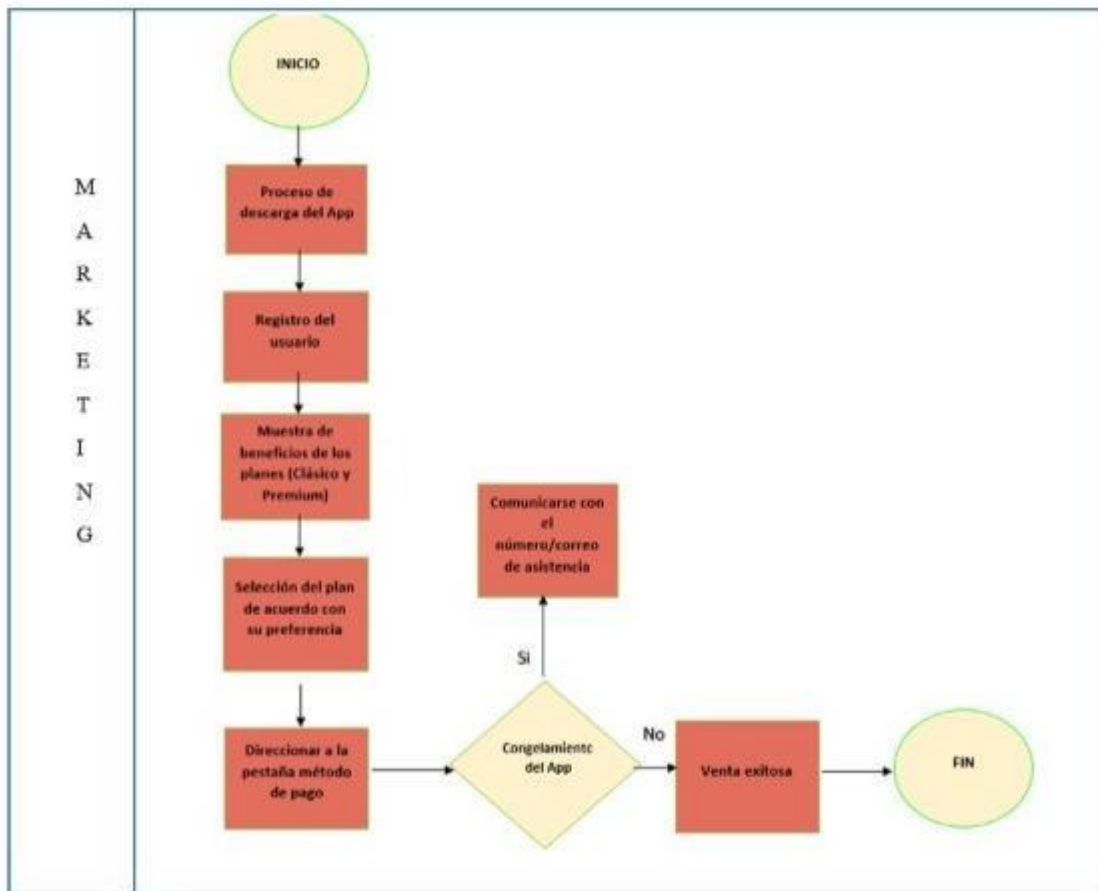 MARKETING
INICIO
Proceso de
descarga del App
Registro del
usuario
Muestra de
beneficios de los
planes (Clásico y
Premium)
Selección del plan
de acuerdo con
su preferencia
Direccionar a la
pestaña método
de pago
Comunicarse con
el
número/correo
de asistencia
Si
Congelamiento
del App
No
Venta exitosa
FIN